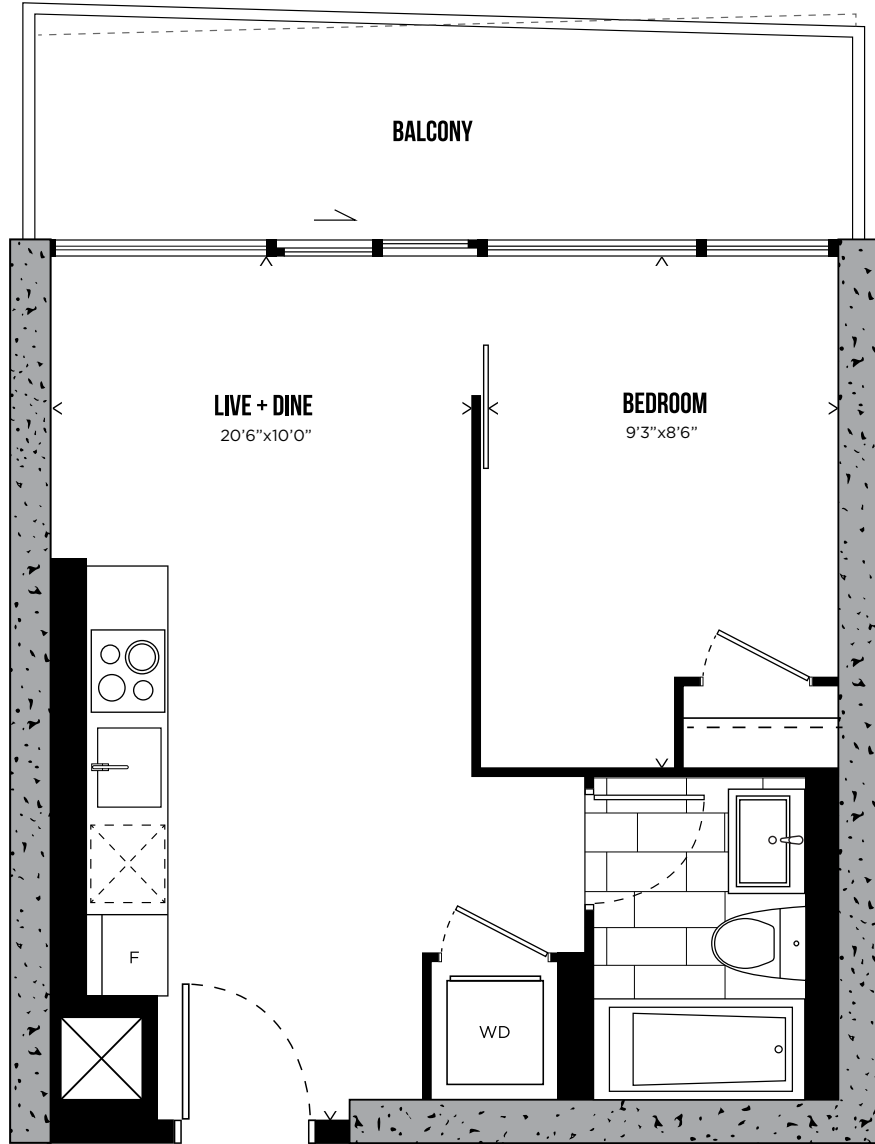 BALCONY
LIVE + DINE
20’6”x10’0”
BEDROOM
9’3”x8’6”
F
WD